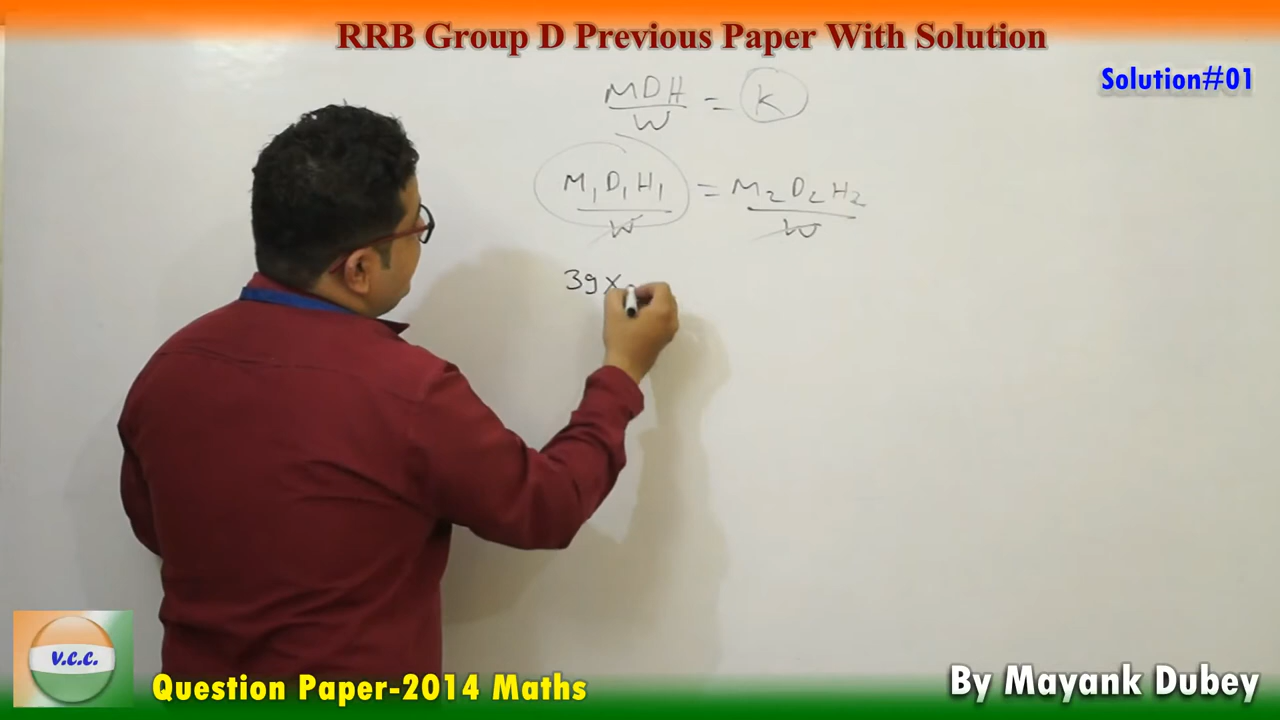 RRB Group D Previous Paper With Solution
Solution#01
MDH/W = K
M₁D₁H₁/W = M₂D₂H₂/W
39×
V.C.C.
Question Paper-2014 Maths
By Mayank Dubey